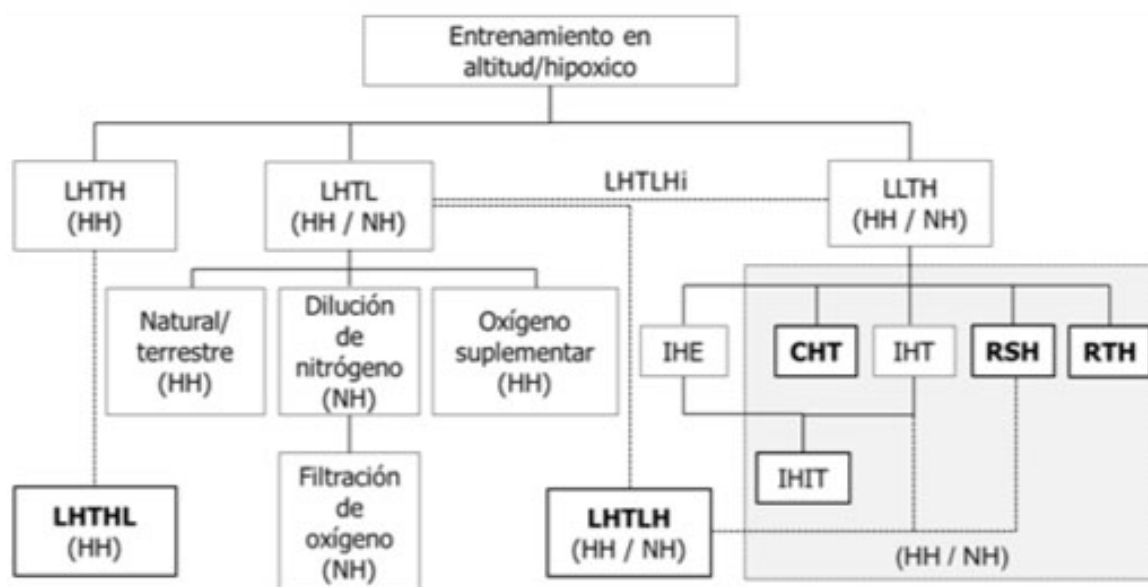 Entrenamiento en
altitud/hipoxico
LHTH
(HH)
LHTL
(HH / NH)
LHTLHi
LLTH
(HH / NH)
Natural/
terrestre
(HH)
Dilución
de
nitrógeno
(NH)
Oxígeno
suplementar
(HH)
IHE
CHT
IHT
RSH
RTH
IHIT
LHTHL
(HH)
Filtración
de
oxígeno
(NH)
LHTLH
(HH / NH)
(HH / NH)